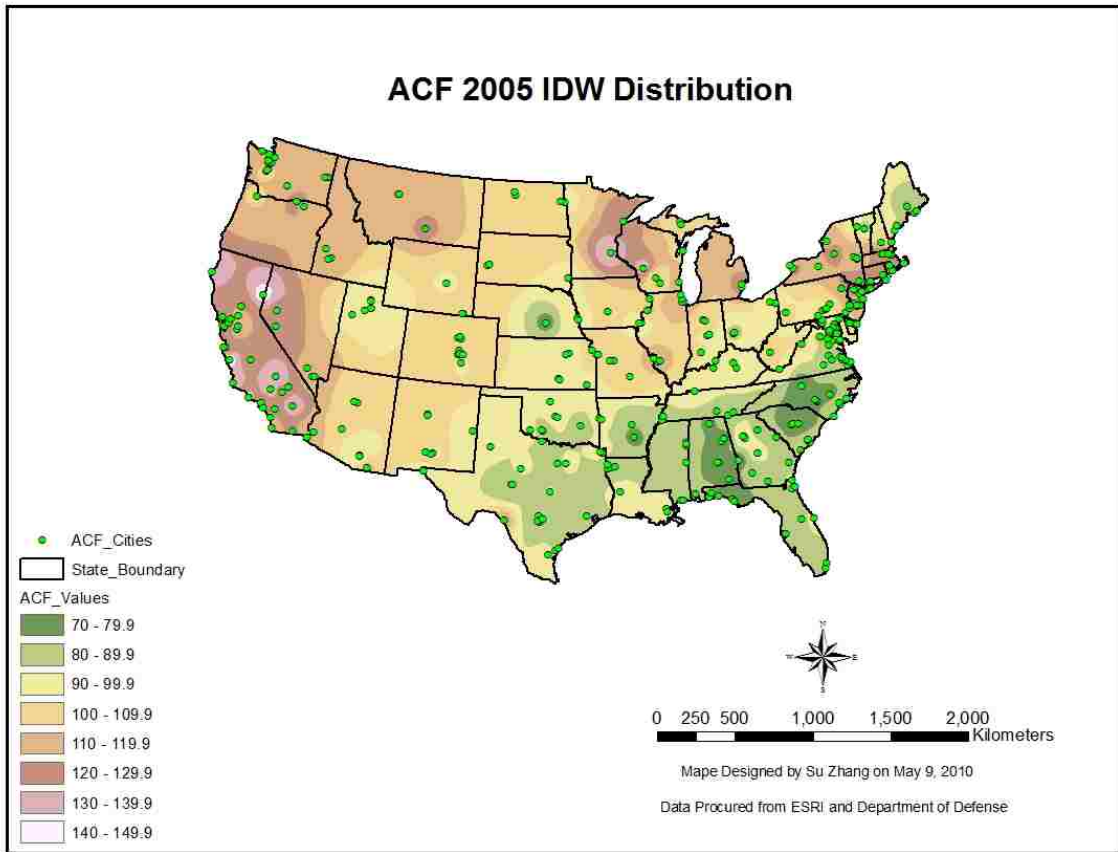 ACF 2005 IDW Distribution
ACF_Cities
State_Boundary
ACF_Values
70 - 79.9
80 - 89.9
90 - 99.9
100 - 109.9
110 - 119.9
120 - 129.9
130 - 139.9
140 - 149.9
N
W E
S
0 250 500 1,000 1,500 2,000
Kilometers
Mape Designed by Su Zhang on May 9, 2010
Data Procured from ESRI and Department of Defense